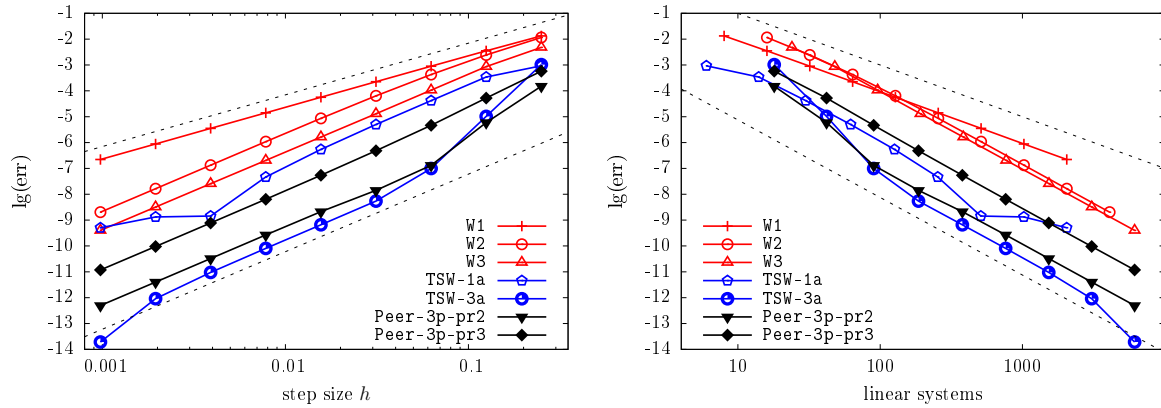 -1
-2
-3
-4
-5
-6
-7
-8
-9
-10
-11
-12
-13
-14
lg(err)
W1
W2
W3
TSW-1a
TSW-3a
Peer-3p-pr2
Peer-3p-pr3
0.001
0.01
0.1
step size h
-1
-2
-3
-4
-5
-6
-7
-8
-9
-10
-11
-12
-13
-14
lg(err)
W1
W2
W3
TSW-1a
TSW-3a
Peer-3p-pr2
Peer-3p-pr3
10
100
1000
linear systems